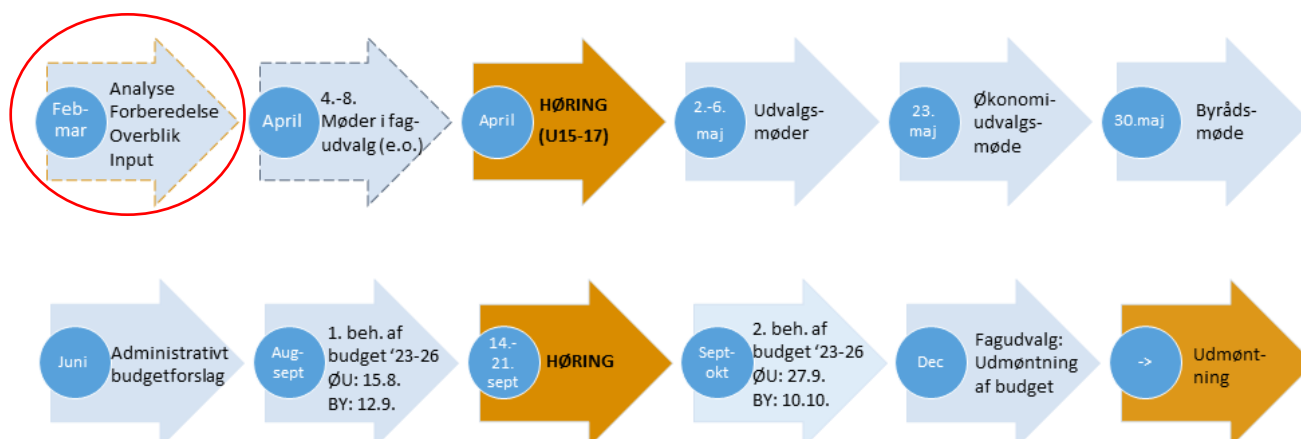 Feb-
mar
Analyse
Forberedelse
Overblik
Input
April
4.-8.
Møder i fag-
udvalg (e.o.)
April
HØRING
(U15-17)
2.-6.
maj
Udvalgs-
møder
23.
maj
Økonomi-
udvalgs-
møde
30.maj
Byråds-
møde
Juni
Administrativt
budgetforslag
Aug-
sept
1. beh. af
budget ‘23-26
ØU: 15.8.
BY: 12.9.
14.-
21.
sept
HØRING
Sept-
okt
2. beh. af
budget ‘23-26
ØU: 27.9.
BY: 10.10.
Dec
Fagudvalg:
Udmøntning
af budget
->
Udmønt-
ning